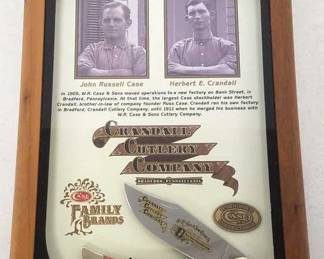 John Russell Case
Herbert E. Crandall
In 1905, W.R. Case & Sons moved operations to a new factory on Bank Street, in
Bradford, Pennsylvania. At that time, the largest Case stockholder was Herbert
Crandall, brother-in-law of company founder Russ Case. Crandall ran his own factory
in Bradford, Crandall Cutlery Company, until 1911 when he merged his business with
W.R. Case & Sons Cutlery Company.
CRANDALL
CUTLERY
COMPANY
BRADFORD, PENNSYLVANIA
CASE
FAMILY
BRANDS
CASE